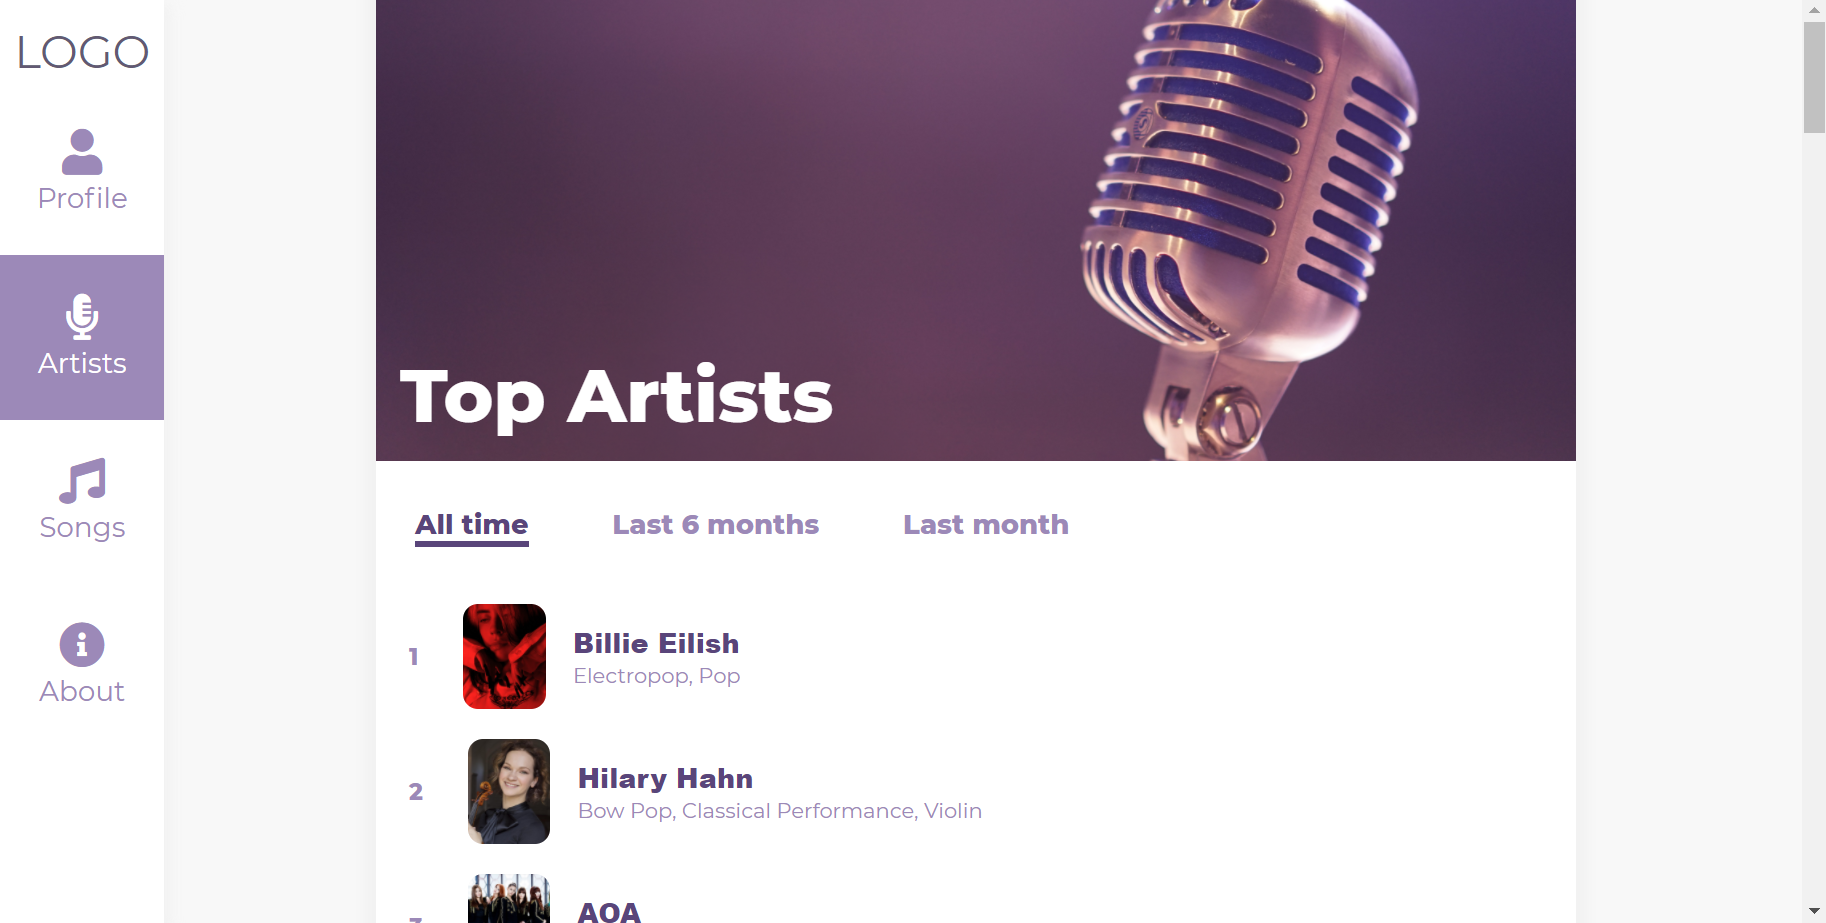 LOGO
Profile
Artists
Songs
About
Top Artists
All time
Last 6 months
Last month
1
Billie Eilish
Electropop, Pop
2
Hilary Hahn
Bow Pop, Classical Performance, Violin
3
AOA